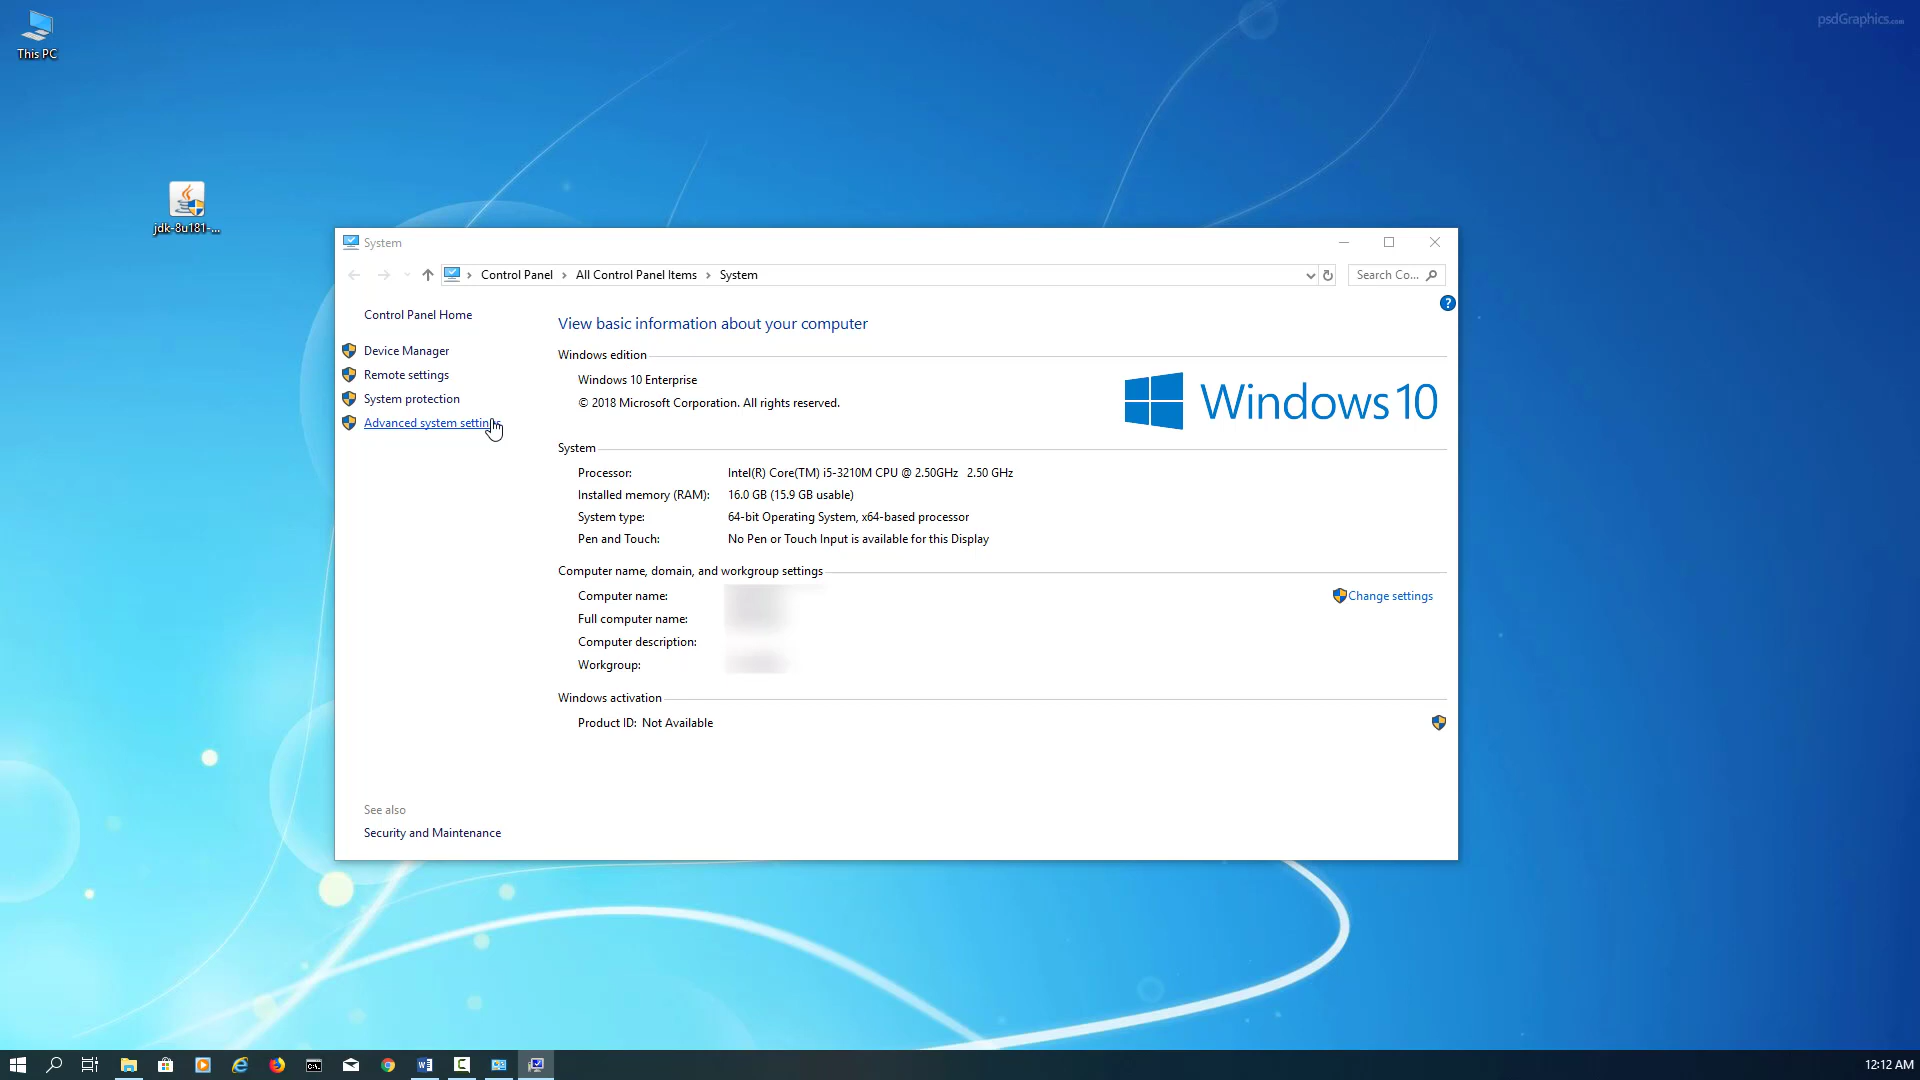 psdGraphics.com
This PC
jdk-8u181-...
System
Control Panel
All Control Panel Items
System
Search Co...
Control Panel Home
Device Manager
Remote settings
System protection
Advanced system settings
View basic information about your computer
Windows edition
Windows 10 Enterprise
© 2018 Microsoft Corporation. All rights reserved.
Windows 10
System
Processor: Intel(R) Core(TM) i5-3210M CPU @ 2.50GHz 2.50 GHz
Installed memory (RAM): 16.0 GB (15.9 GB usable)
System type: 64-bit Operating System, x64-based processor
Pen and Touch: No Pen or Touch Input is available for this Display
Computer name, domain, and workgroup settings
Computer name:
Change settings
Full computer name:
Computer description:
Workgroup:
Windows activation
Product ID: Not Available
See also
Security and Maintenance
12:12 AM